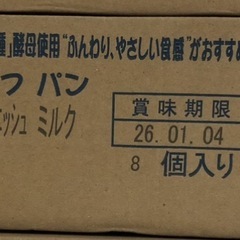 種」酵母使用“ふんわり、やさしい食感”がおすすめ
フ パン
ニッシュ ミルク
賞味期限
26.01.04
8 個入り